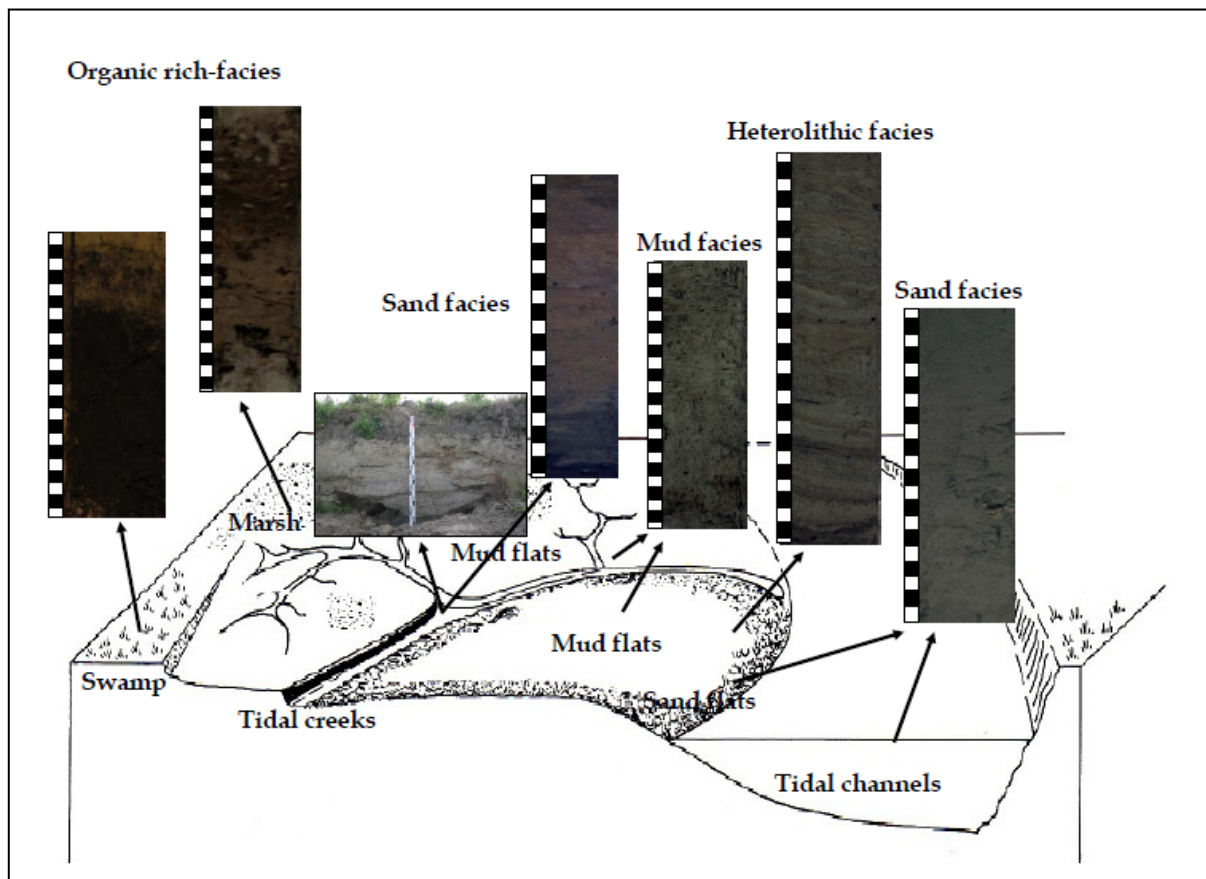 Organic rich-facies
Heterolithic facies
Mud facies
Sand facies
Sand facies
Marsh
Mud flats
Mud flats
Swamp
Sand flats
Tidal creeks
Tidal channels